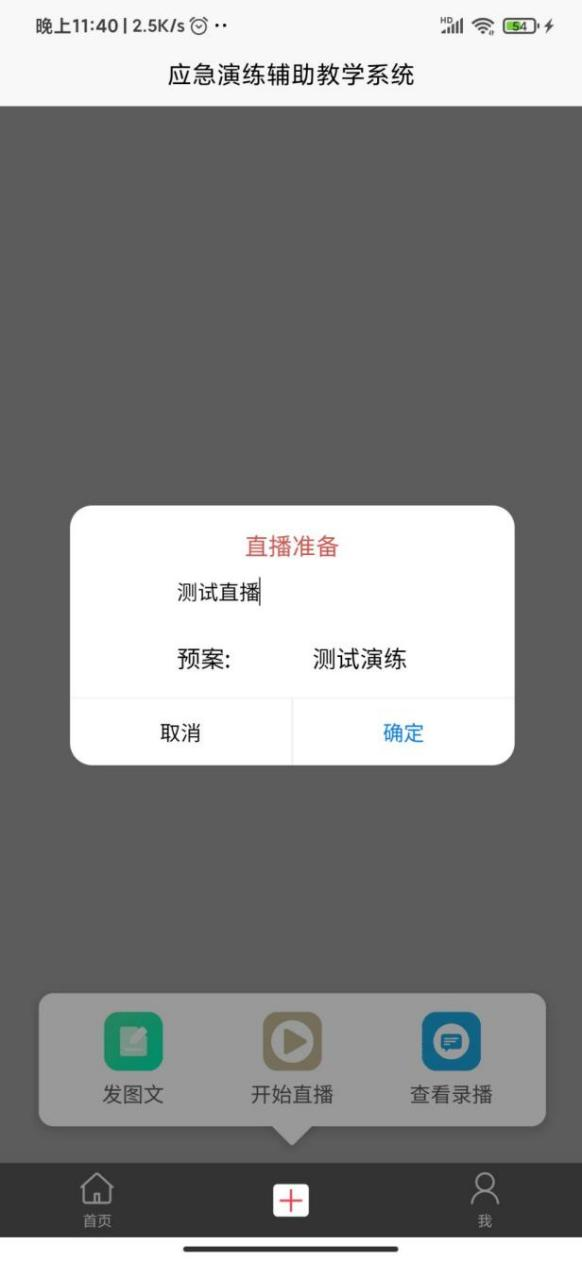 晚上11:40 | 2.5K/s
HD
54
应急演练辅助教学系统
直播准备
测试直播
预案: 测试演练
取消 确定
发图文 开始直播 查看录播
首页 我